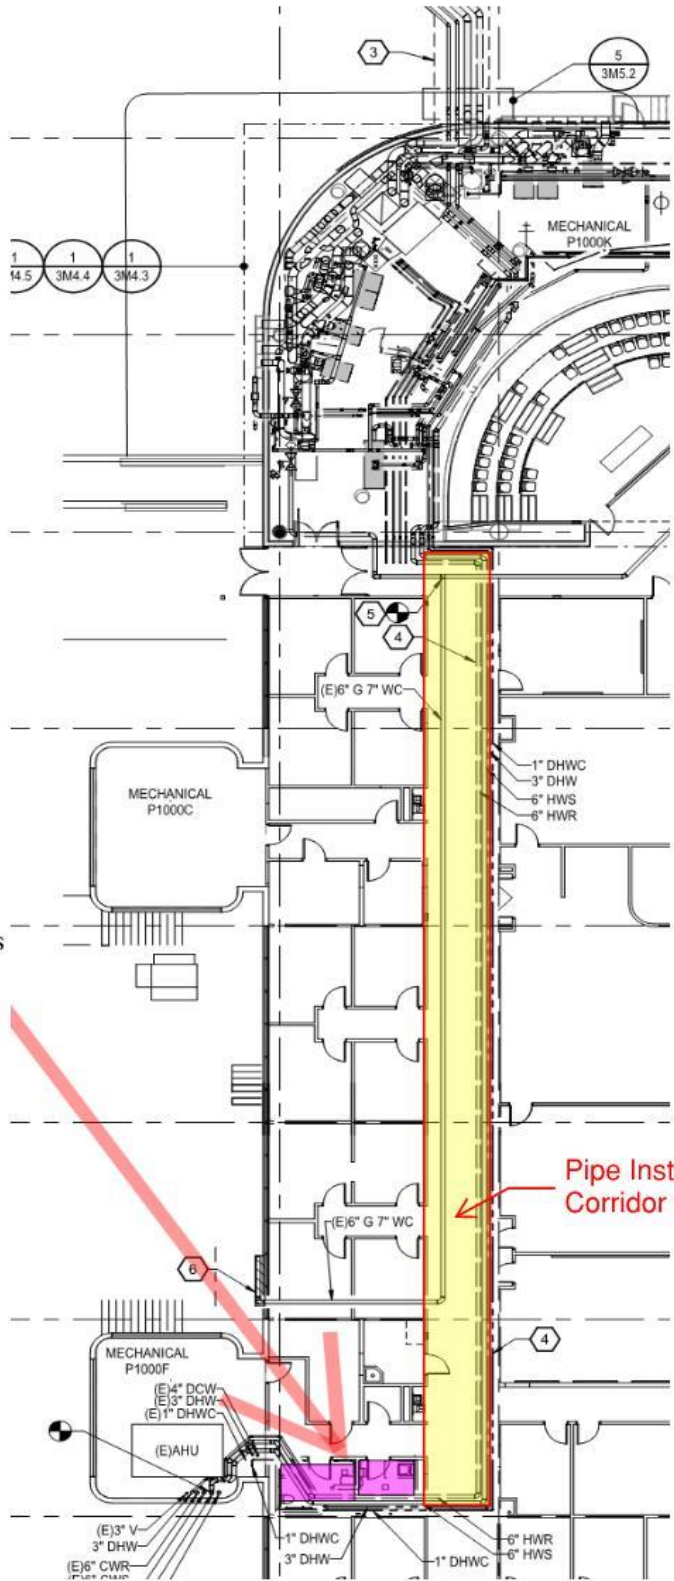 3
5
3M5.2
MECHANICAL
P1000K
1
1
1
M4.5
3M4.4
3M4.3
5
4
(E)6" G 7" WC
1" DHWC
3" DHW
6" HWS
6" HWR
MECHANICAL
P1000C
s
Pipe Inst
Corridor
(E)6" G 7" WC
6
4
MECHANICAL
P1000F
(E)4" DCW
(E)3" DHW
(E)1" DHWC
(E)AHU
(E)3" V
3" DHW
(E)6" CWR
(E)6" CWS
1" DHWC
3" DHW
1" DHWC
6" HWR
6" HWS